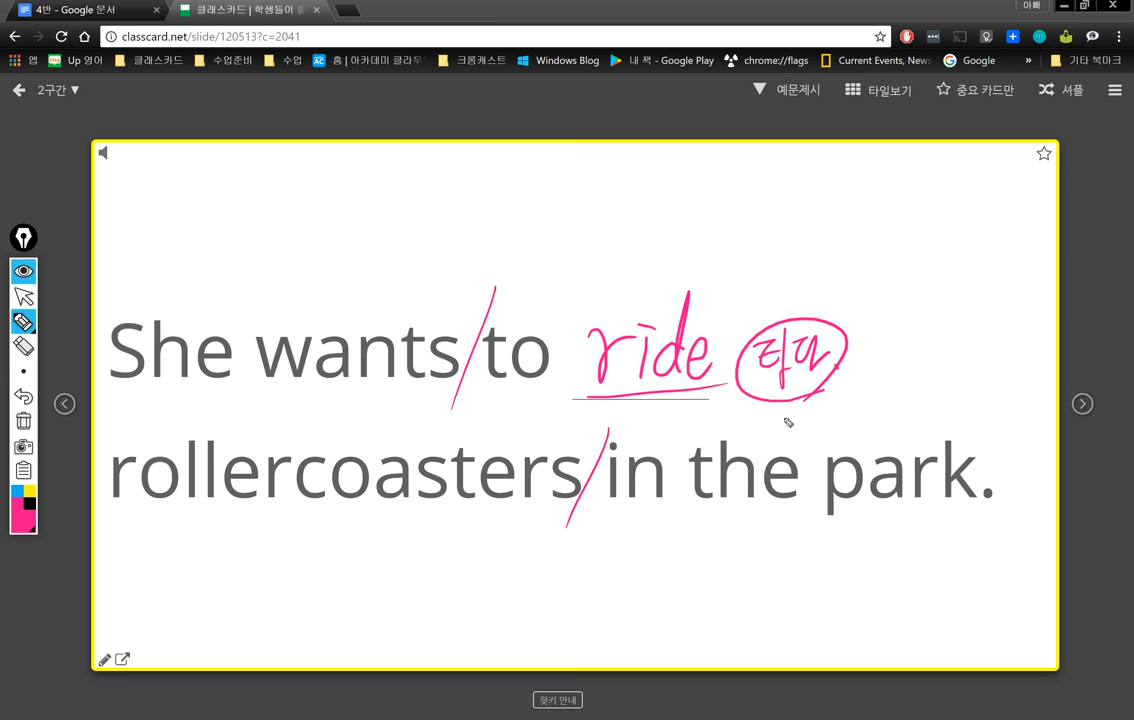 4반 - Google 문서
클래스카드 | 학생들이 좋
아빠
classcard.net/slide/120513?c=2041
앱 Up 영어 클래스카드 수업준비 수업 홈 | 아카데미 클라우 크롬캐스트 Windows Blog 내 책 - Google Play chrome://flags Current Events, News Google » 기타 북마크
2구간 ▼ 예문제시 타일보기 중요 카드만 셔플
She wants/to ride 타다
rollercoasters/in the park.
핫키 안내